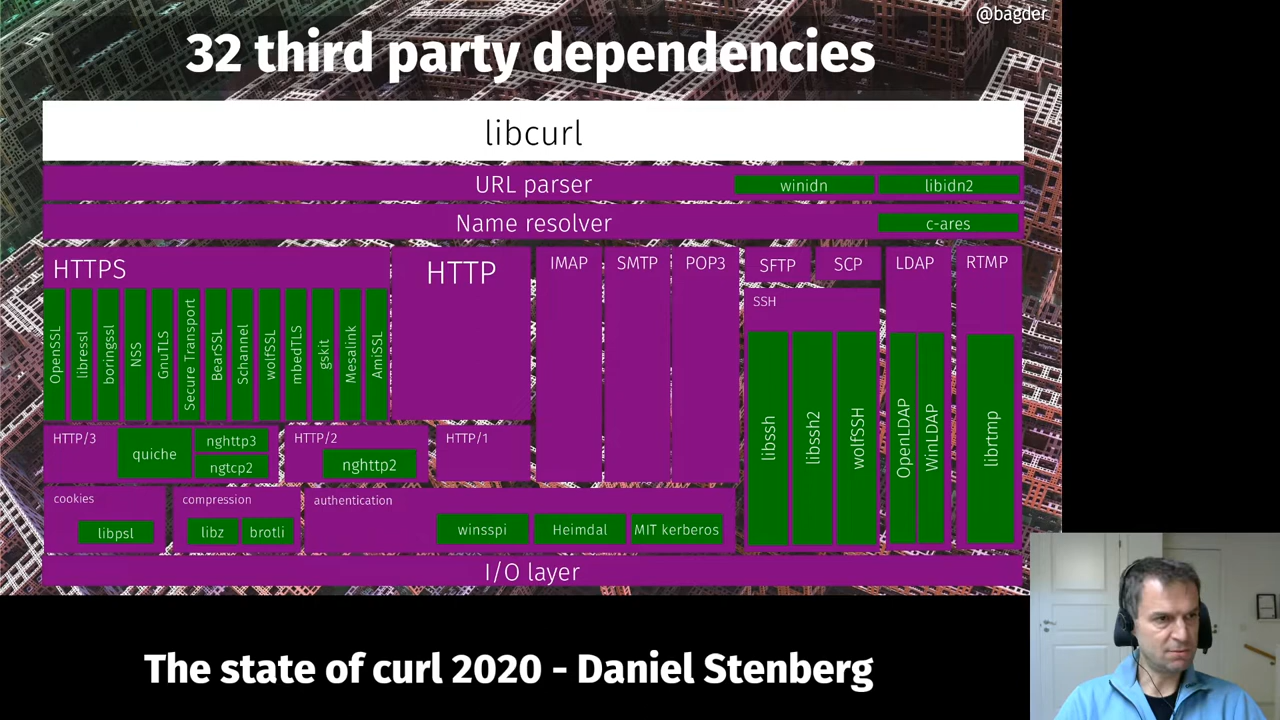 @bagder
32 third party dependencies
libcurl
URL parser
winidn
libidn2
Name resolver
c-ares
HTTPS
HTTP
IMAP
SMTP
POP3
SFTP
SCP
LDAP
RTMP
SSH
OpenSSL
libressl
boringssl
NSS
GnuTLS
Secure Transport
BearSSL
Schannel
wolfSSL
mbedTLS
gskit
Mesalink
AmiSSL
libssh
libssh2
wolfSSH
OpenLDAP
WinLDAP
librtmp
HTTP/3
quiche
nghttp3
ngtcp2
HTTP/2
nghttp2
HTTP/1
cookies
libpsl
compression
libz
brotli
authentication
winsspi
Heimdal
MIT kerberos
I/O layer
The state of curl 2020 - Daniel Stenberg